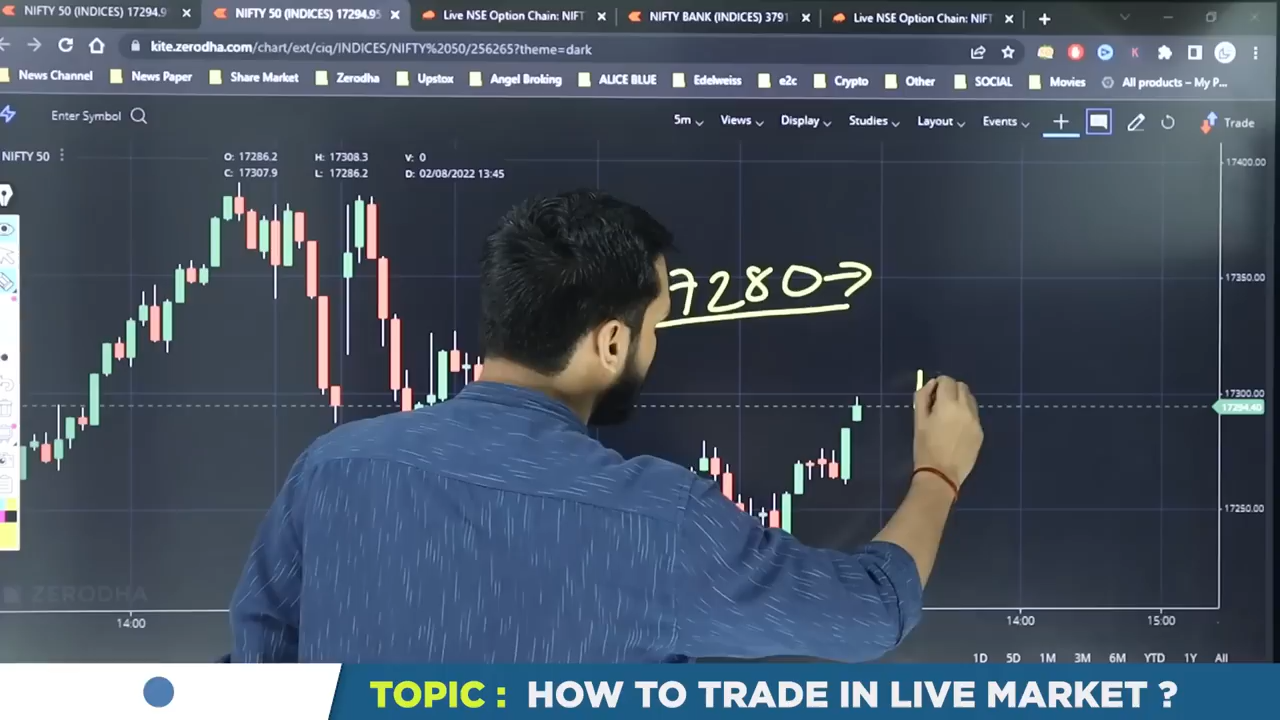 NIFTY 50 (INDICES) 17294.9
NIFTY 50 (INDICES) 17294.95
Live NSE Option Chain: NIFT
NIFTY BANK (INDICES) 3791
Live NSE Option Chain: NIFT
kite.zerodha.com/chart/ext/ciq/INDICES/NIFTY%2050/256265?theme=dark
News Channel News Paper Share Market Zerodha Upstox Angel Broking ALICE BLUE Edelweiss e2c Crypto Other SOCIAL Movies All products – My P...
Enter Symbol 5m Views Display Studies Layout Events Trade
NIFTY 50 O: 17286.2 H: 17308.3 V: 0
C: 17307.9 L: 17286.2 D: 02/08/2022 13:45
17400.00
7280→
17350.00
17300.00
17294.40
17250.00
ZERODHA
14:00 14:00 15:00
1D 5D 1M 3M 6M YTD 1Y All
TOPIC : HOW TO TRADE IN LIVE MARKET ?